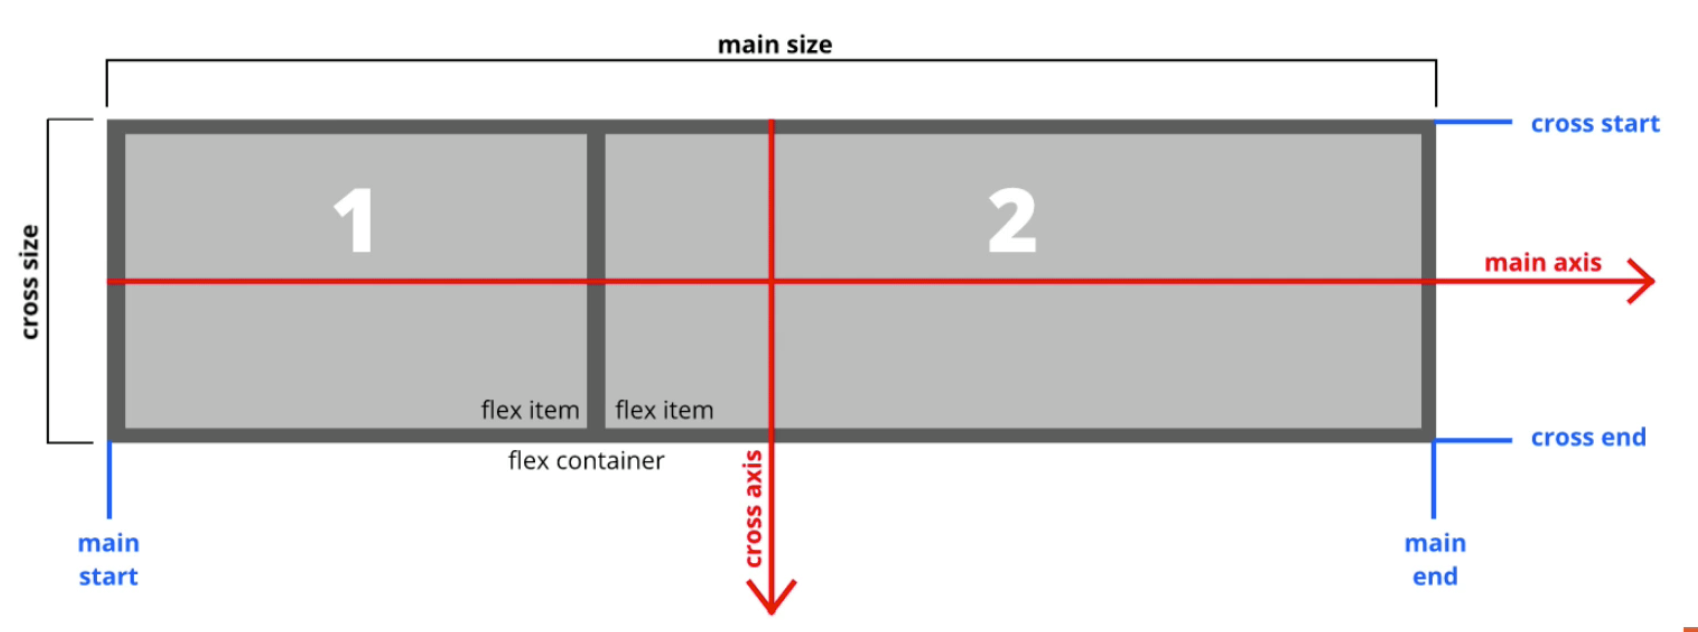 main size
cross start
cross size
1
2
main axis
flex item
flex item
cross end
flex container
cross axis
main
start
main
end